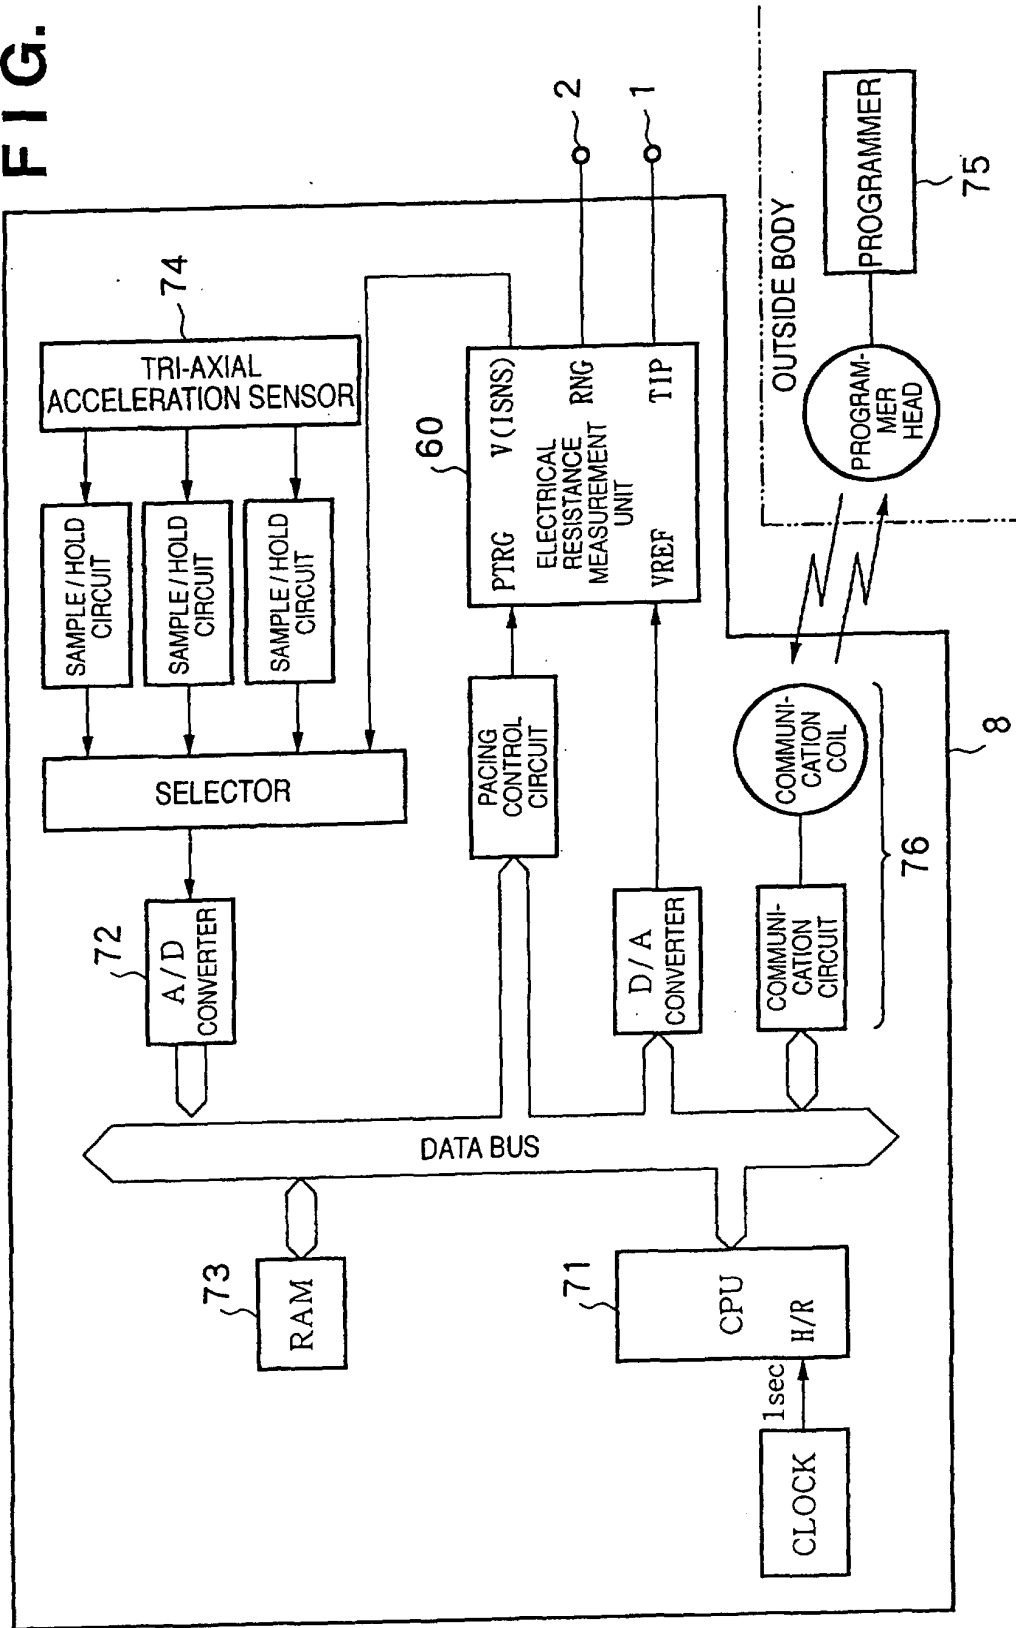 FIG.
TRI-AXIAL
ACCELERATION SENSOR
74
SAMPLE/HOLD
CIRCUIT
SAMPLE/HOLD
CIRCUIT
SAMPLE/HOLD
CIRCUIT
SELECTOR
72
A/D
CONVERTER
73
RAM
DATA BUS
60
PTRG
V(ISNS)
ELECTRICAL
RESISTANCE
MEASUREMENT
UNIT
RNG
VREF
TIP
2
1
PACING
CONTROL
CIRCUIT
D/A
CONVERTER
71
CPU
H/R
1sec
CLOCK
COMMUNI-
CATION
CIRCUIT
COMMUNI-
CATION
COIL
76
8
OUTSIDE BODY
PROGRAM-
MER
HEAD
PROGRAMMER
75